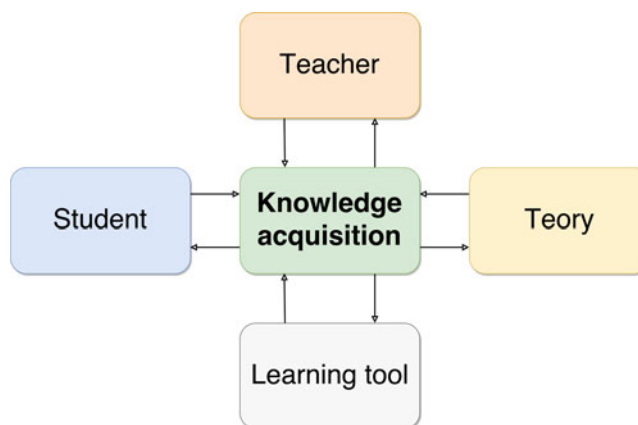 Teacher
Student
Knowledge
acquisition
Teory
Learning tool